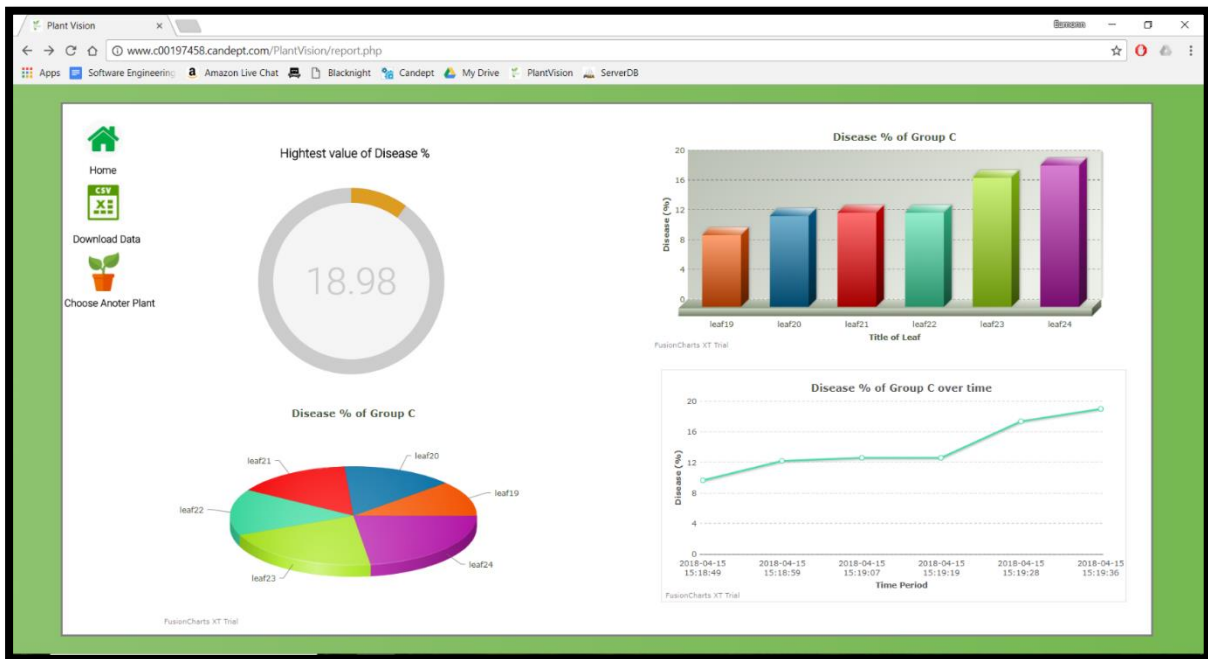 Plant Vision
www.c00197458.candept.com/PlantVision/report.php
Apps Software Engineering Amazon Live Chat Blacknight Candept My Drive PlantVision ServerDB
Home
CSV
Download Data
Choose Anoter Plant
Hightest value of Disease %
18.98
Disease % of Group C
leaf21
leaf20
leaf19
leaf22
leaf24
leaf23
FusionCharts XT Trial
Disease % of Group C
Disease (%)
20
16
12
8
4
0
leaf19 leaf20 leaf21 leaf22 leaf23 leaf24
Title of Leaf
FusionCharts XT Trial
Disease % of Group C over time
Disease (%)
20
16
12
8
4
0
2018-04-15 2018-04-15 2018-04-15 2018-04-15 2018-04-15 2018-04-15
15:18:49 15:18:59 15:19:07 15:19:19 15:19:28 15:19:36
Time Period
FusionCharts XT Trial